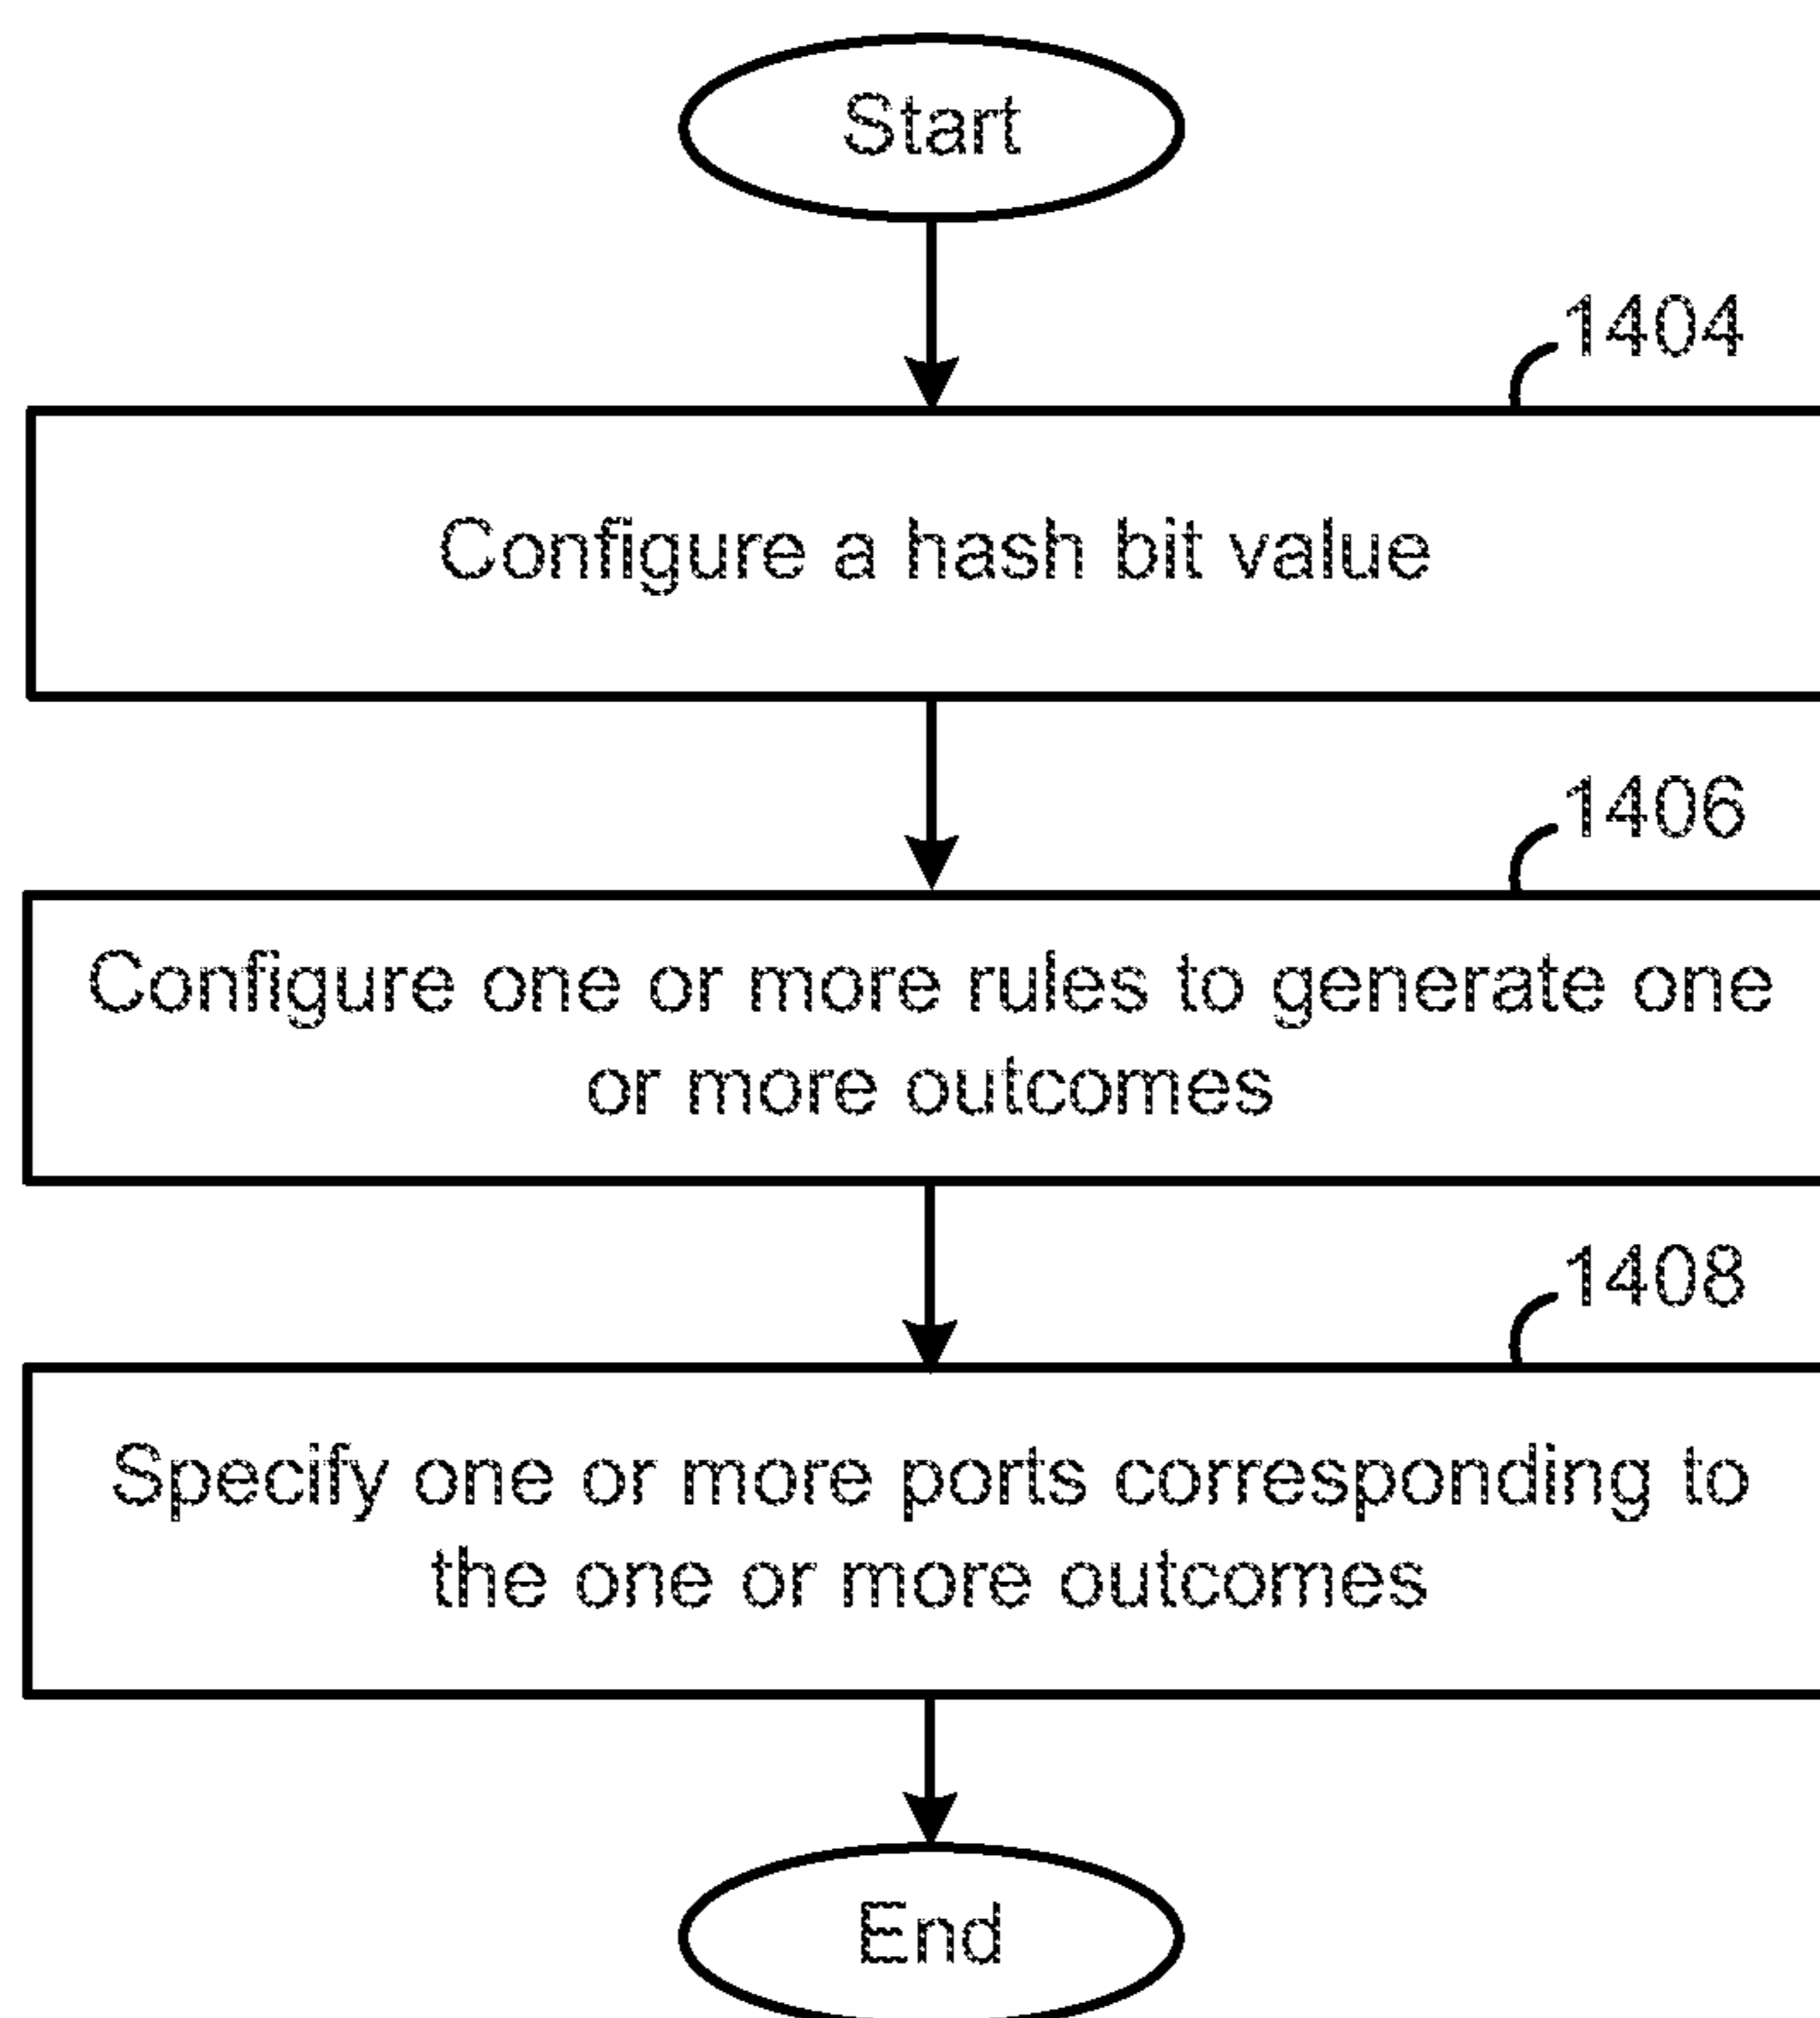 Start
1404
Configure a hash bit value
1406
Configure one or more rules to generate one
or more outcomes
1408
Specify one or more ports corresponding to
the one or more outcomes
End